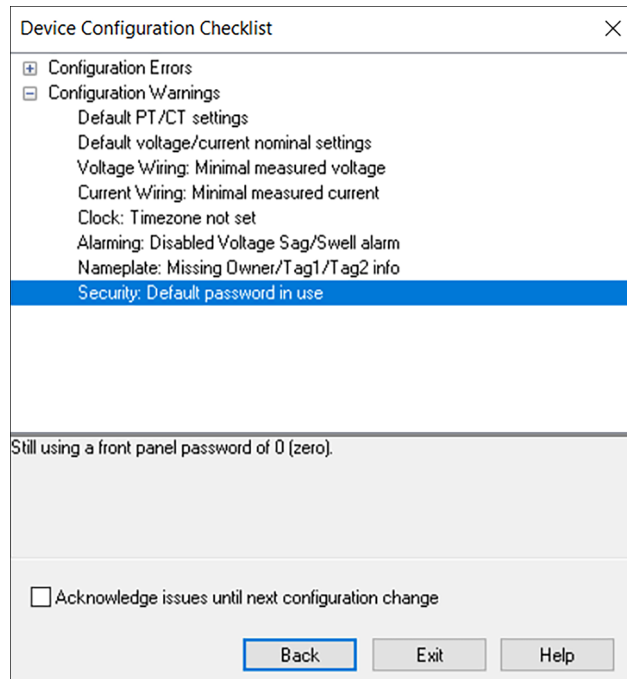 Device Configuration Checklist
Configuration Errors
Configuration Warnings
Default PT/CT settings
Default voltage/current nominal settings
Voltage Wiring: Minimal measured voltage
Current Wiring: Minimal measured current
Clock: Timezone not set
Alarming: Disabled Voltage Sag/Swell alarm
Nameplate: Missing Owner/Tag1/Tag2 info
Security: Default password in use
Still using a front panel password of 0 (zero).
Acknowledge issues until next configuration change
Back Exit Help